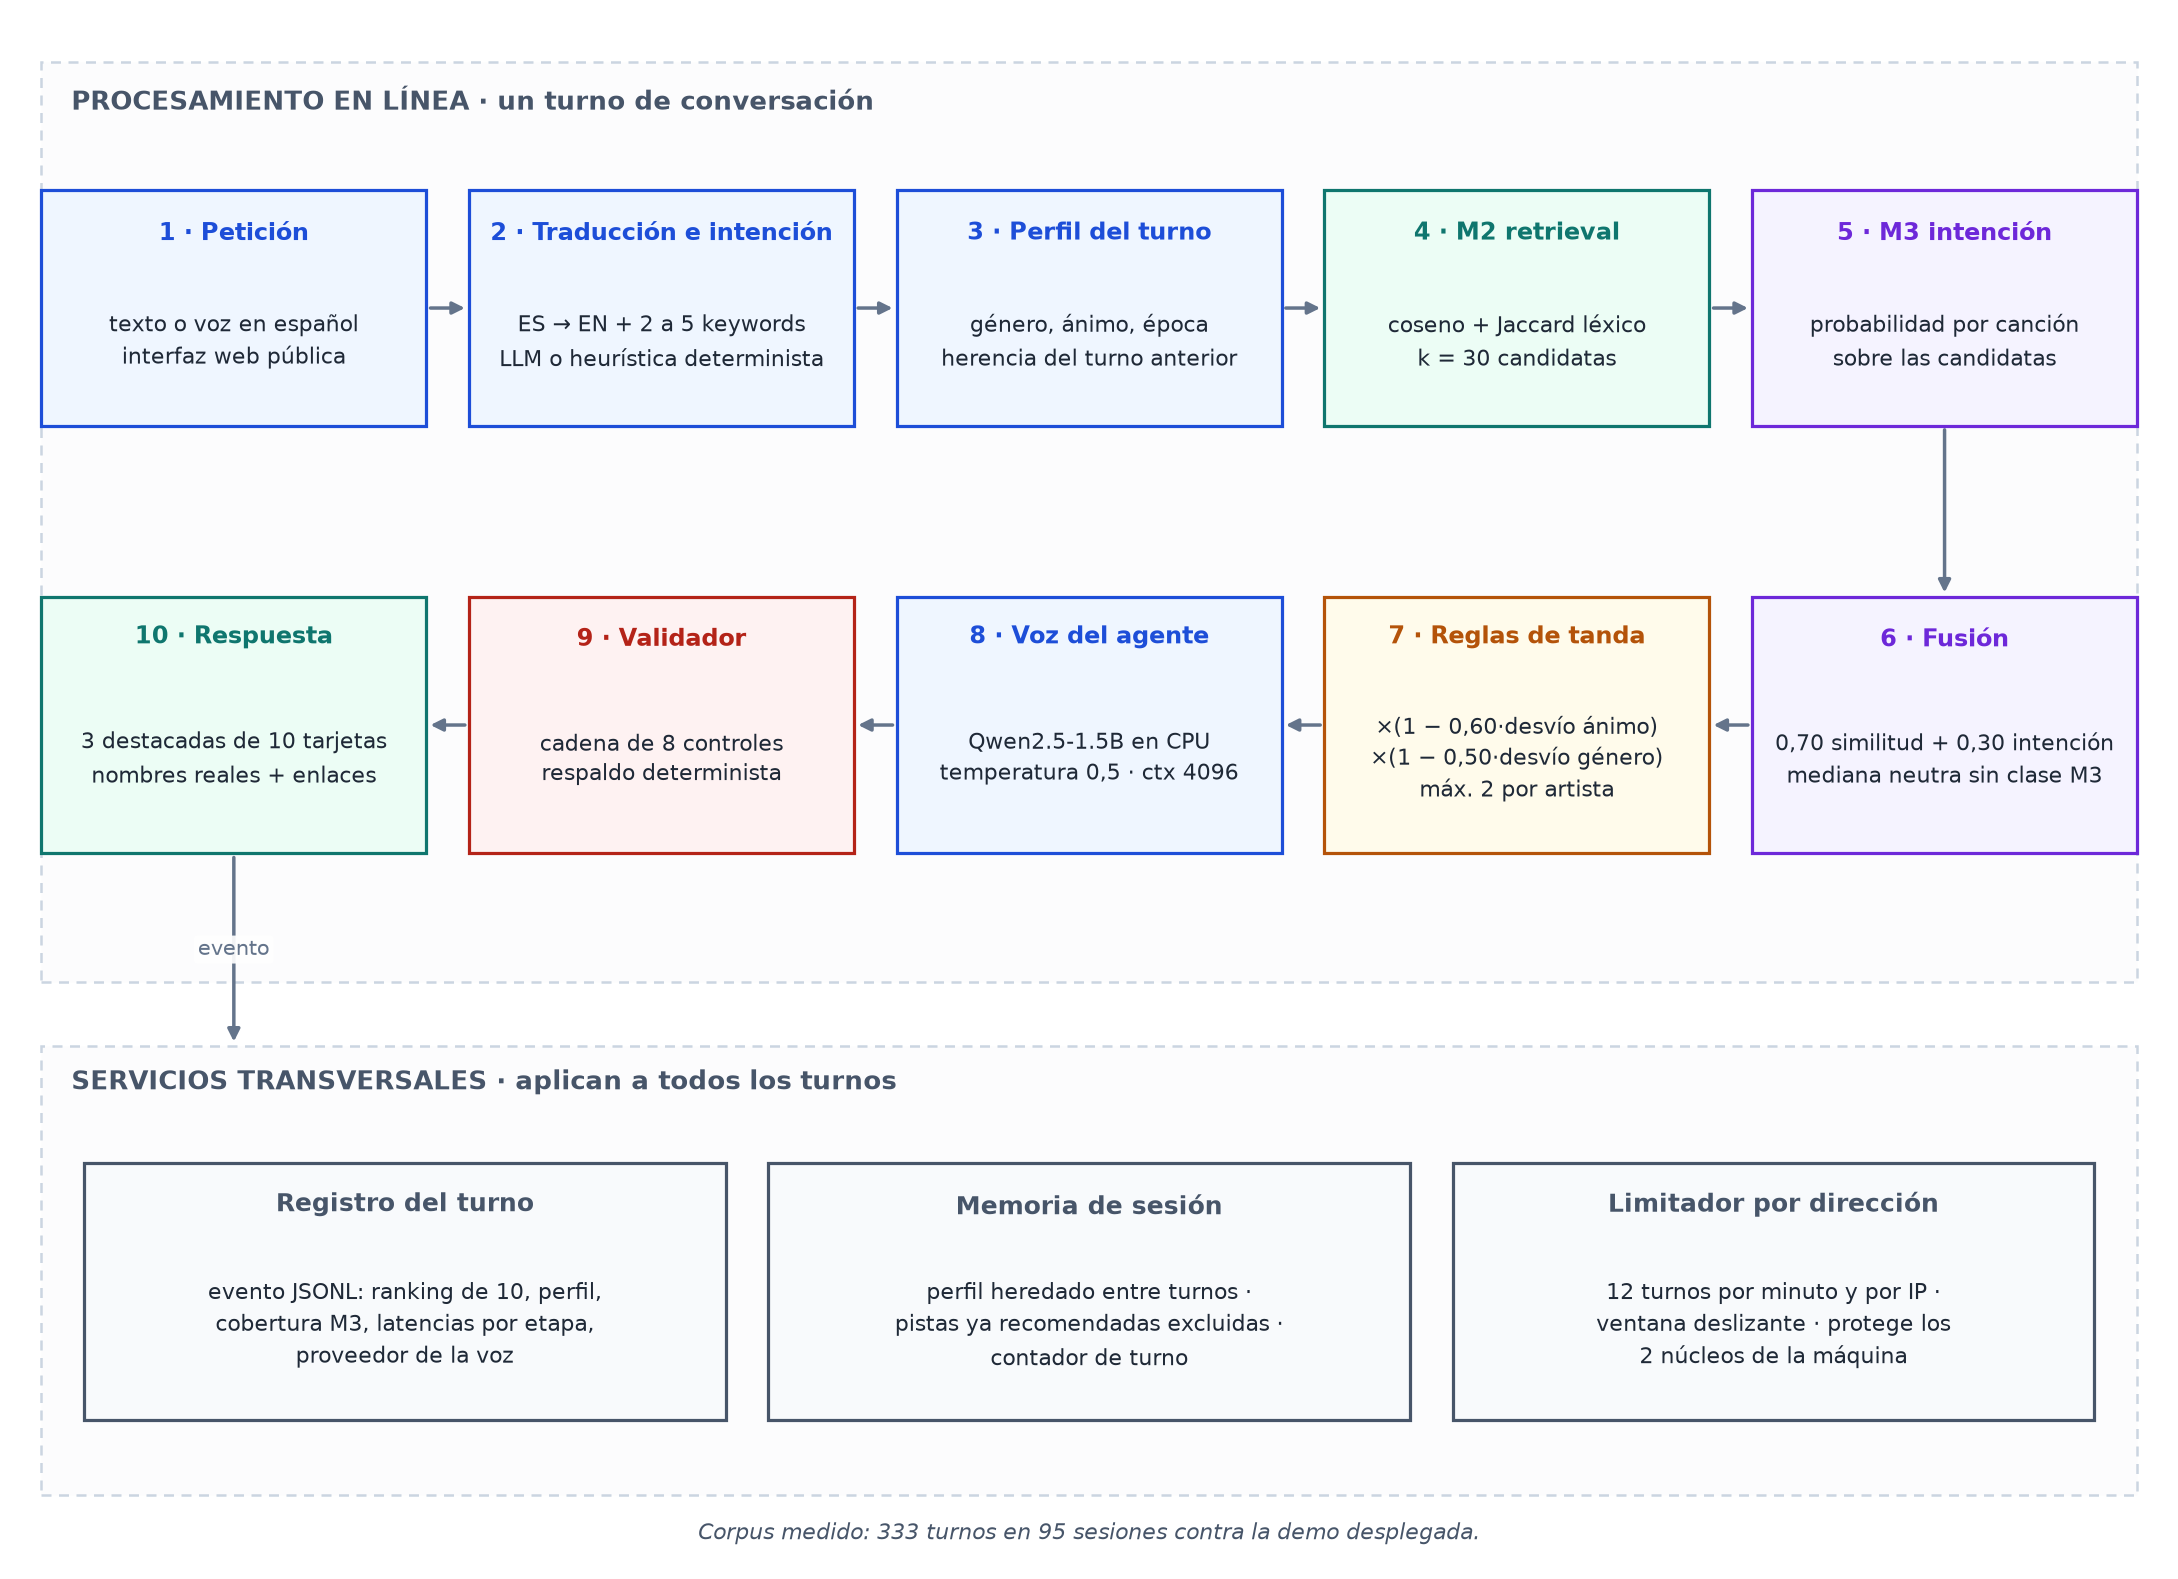 PROCESAMIENTO EN LÍNEA · un turno de conversación
1 · Petición
texto o voz en español
interfaz web pública
2 · Traducción e intención
ES → EN + 2 a 5 keywords
LLM o heurística determinista
3 · Perfil del turno
género, ánimo, época
herencia del turno anterior
4 · M2 retrieval
coseno + Jaccard léxico
k = 30 candidatas
5 · M3 intención
probabilidad por canción
sobre las candidatas
6 · Fusión
0,70 similitud + 0,30 intención
mediana neutra sin clase M3
7 · Reglas de tanda
×(1 − 0,60·desvío ánimo)
×(1 − 0,50·desvío género)
máx. 2 por artista
8 · Voz del agente
Qwen2.5-1.5B en CPU
temperatura 0,5 · ctx 4096
9 · Validador
cadena de 8 controles
respaldo determinista
10 · Respuesta
3 destacadas de 10 tarjetas
nombres reales + enlaces
evento
SERVICIOS TRANSVERSALES · aplican a todos los turnos
Registro del turno
evento JSONL: ranking de 10, perfil,
cobertura M3, latencias por etapa,
proveedor de la voz
Memoria de sesión
perfil heredado entre turnos ·
pistas ya recomendadas excluidas ·
contador de turno
Limitador por dirección
12 turnos por minuto y por IP ·
ventana deslizante · protege los
2 núcleos de la máquina
Corpus medido: 333 turnos en 95 sesiones contra la demo desplegada.